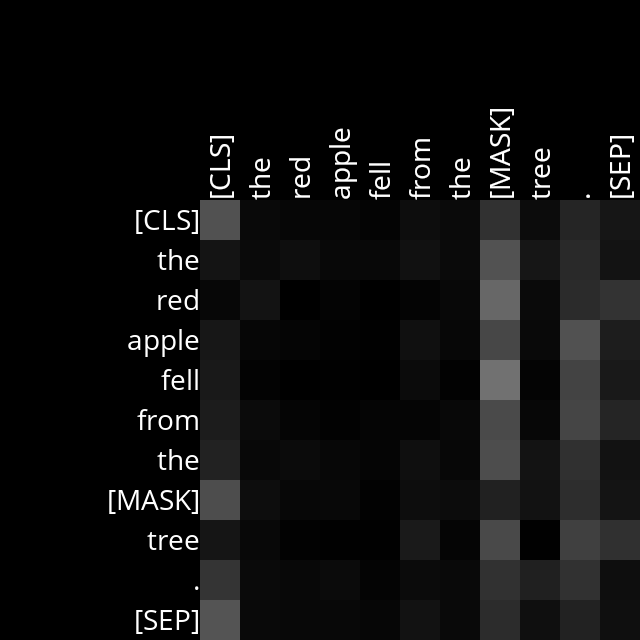 [CLS] the red apple fell from the [MASK] tree . [SEP]
[CLS]
the
red
apple
fell
from
the
[MASK]
tree
.
[SEP]